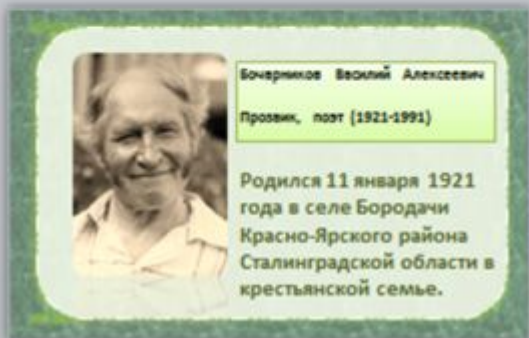 Бочарников Василий Алексеевич
Прозаик, поэт (1921-1991)
Родился 11 января 1921
года в селе Бородачи
Красно-Ярского района
Сталинградской области в
крестьянской семье.